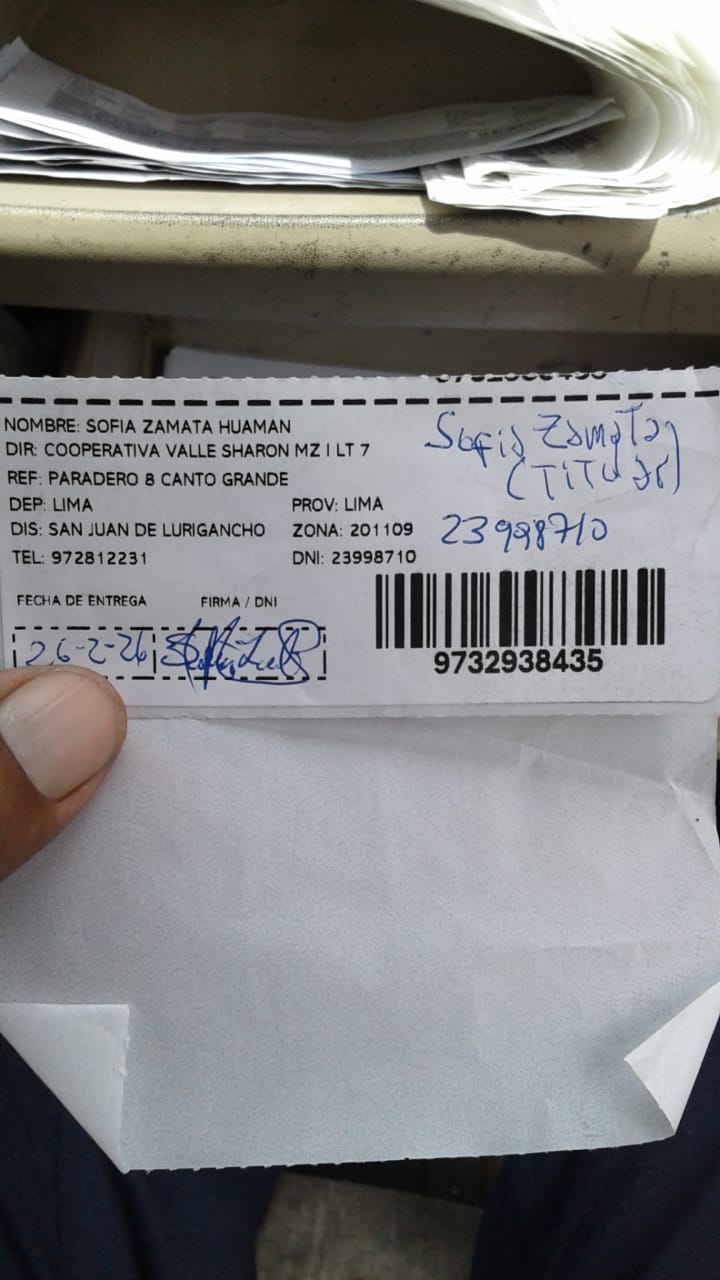 NOMBRE: SOFIA ZAMATA HUAMAN
DIR: COOPERATIVA VALLE SHARON MZ I LT 7
REF: PARADERO 8 CANTO GRANDE
DEP: LIMA PROV: LIMA
DIS: SAN JUAN DE LURIGANCHO ZONA: 201109
TEL: 972812231 DNI: 23998710
Sofia Zamata
(Titular)
23998710
FECHA DE ENTREGA FIRMA / DNI
26-2-26
9732938435